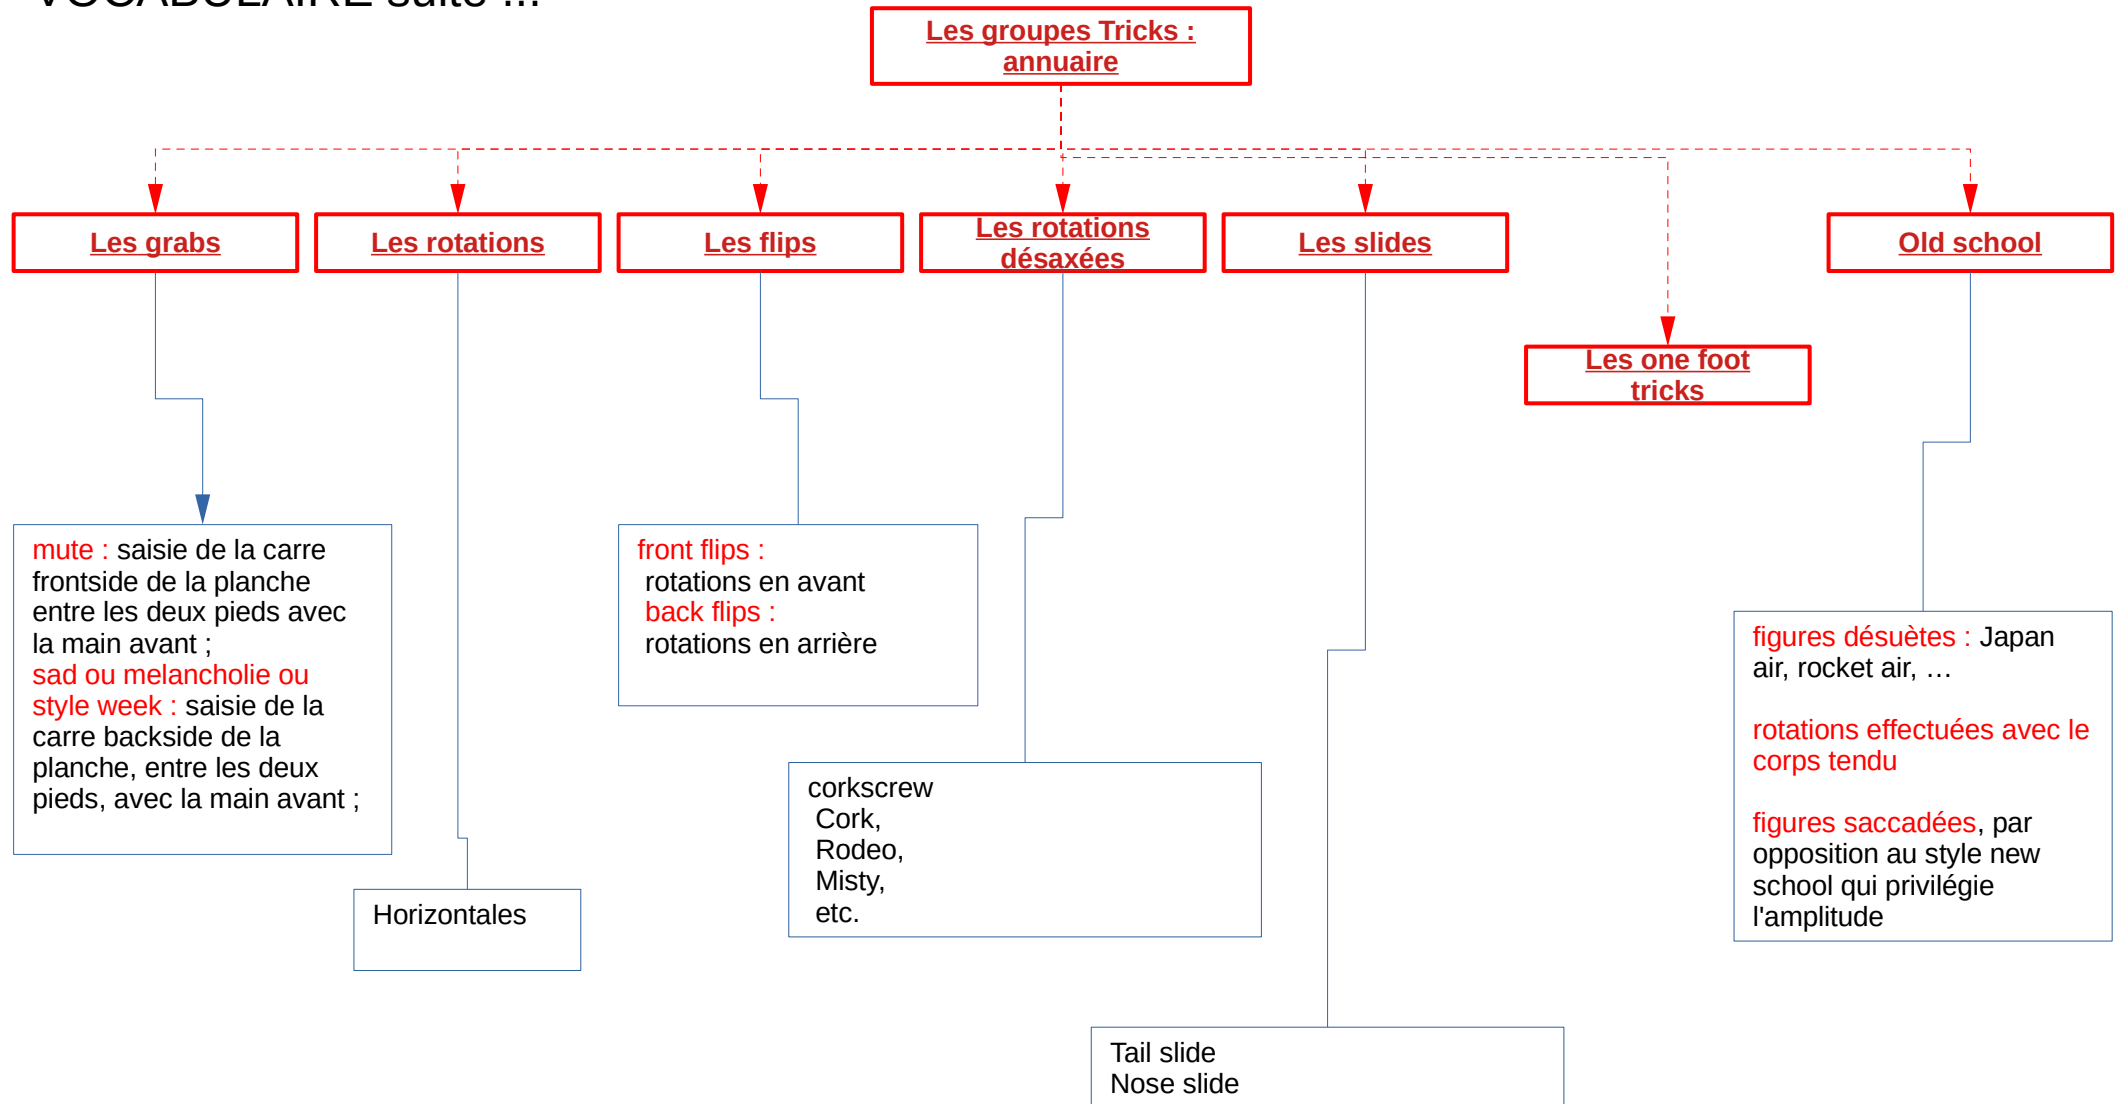 VOCABULAIRE suite ...
Les groupes Tricks :
annuaire
Les grabs
Les rotations
Les flips
Les rotations
désaxées
Les slides
Old school
Les one foot
tricks
mute : saisie de la carre
frontside de la planche
entre les deux pieds avec
la main avant ;
sad ou melancholie ou
style week : saisie de la
carre backside de la
planche, entre les deux
pieds, avec la main avant ;
front flips :
rotations en avant
back flips :
rotations en arrière
figures désuètes : Japan
air, rocket air, …
rotations effectuées avec le
corps tendu
figures saccadées, par
opposition au style new
school qui privilégie
l'amplitude
corkscrew
Cork,
Rodeo,
Misty,
etc.
Horizontales
Tail slide
Nose slide